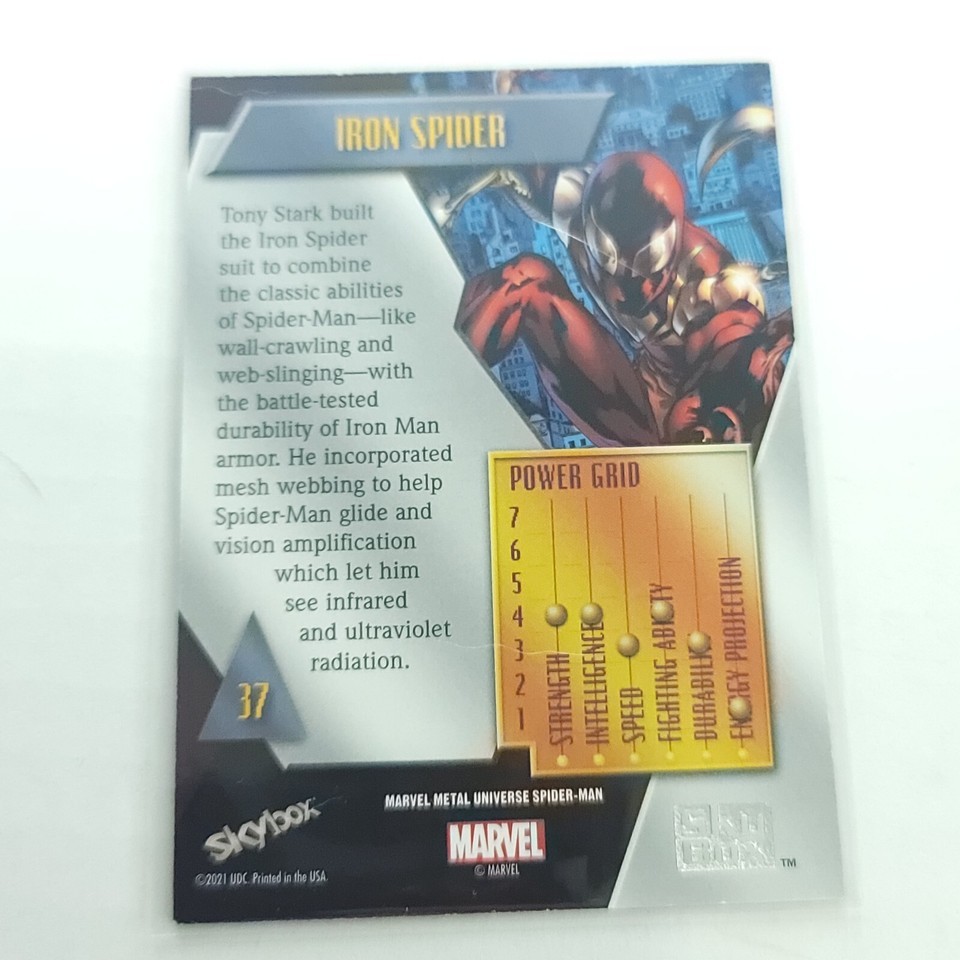 IRON SPIDER
Tony Stark built
the Iron Spider
suit to combine
the classic abilities
of Spider-Man—like
wall-crawling and
web-slinging—with
the battle-tested
durability of Iron Man
armor. He incorporated
mesh webbing to help
Spider-Man glide and
vision amplification
which let him
see infrared
and ultraviolet
radiation.
37
POWER GRID
7
6
5
4
3
2
1
STRENGTH
INTELLIGENCE
SPEED
FIGHTING ABILITY
DURABILITY
ENERGY PROJECTION
MARVEL METAL UNIVERSE SPIDER-MAN
Skybox
MARVEL
© MARVEL
©2021 UDC. Printed in the USA.
SKY
BOX
TM